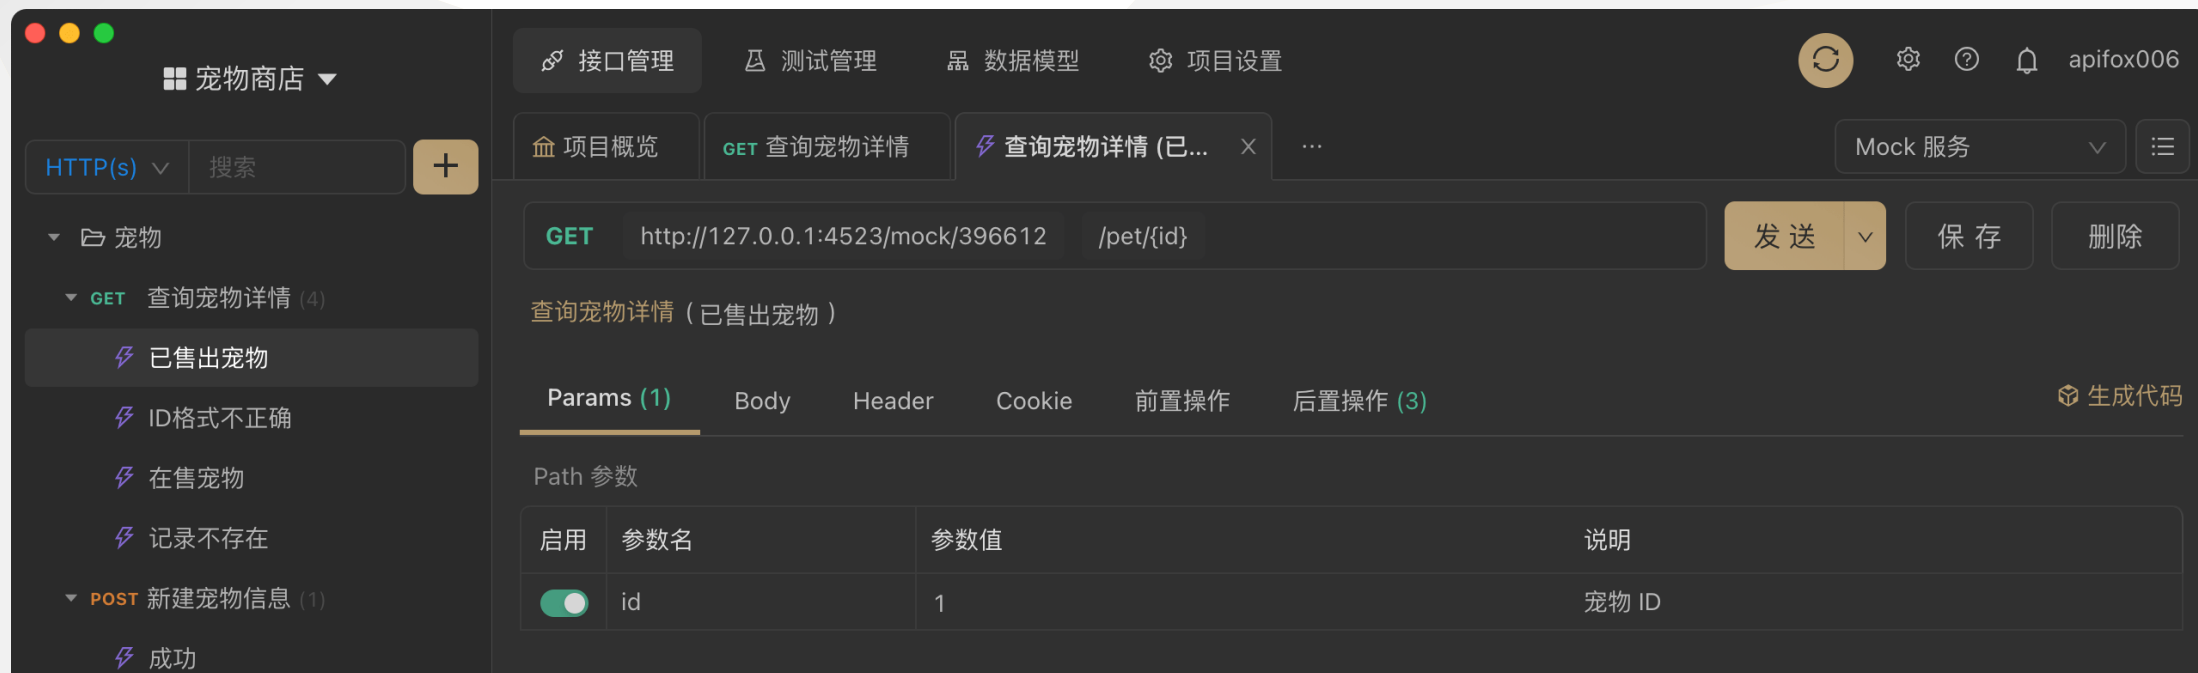 宠物商店
HTTP(s) 搜索 +
宠物
GET 查询宠物详情 (4)
已售出宠物
ID格式不正确
在售宠物
记录不存在
POST 新建宠物信息 (1)
成功
接口管理 测试管理 数据模型 项目设置 apifox006
项目概览 GET 查询宠物详情 查询宠物详情 (已... X ... Mock 服务
GET http://127.0.0.1:4523/mock/396612 /pet/{id} 发送 保存 删除
查询宠物详情 ( 已售出宠物 )
Params (1) Body Header Cookie 前置操作 后置操作 (3) 生成代码
Path 参数
启用 参数名 参数值 说明
id 1 宠物 ID